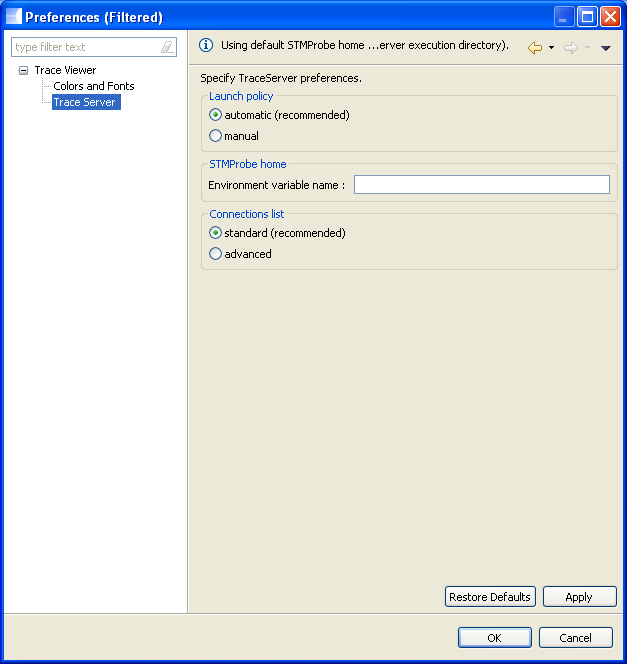 Preferences (Filtered)
type filter text
Trace Viewer
Colors and Fonts
Trace Server
Using default STMProbe home ...erver execution directory).
Specify TraceServer preferences.
Launch policy
automatic (recommended)
manual
STMProbe home
Environment variable name :
Connections list
standard (recommended)
advanced
Restore Defaults
Apply
OK
Cancel